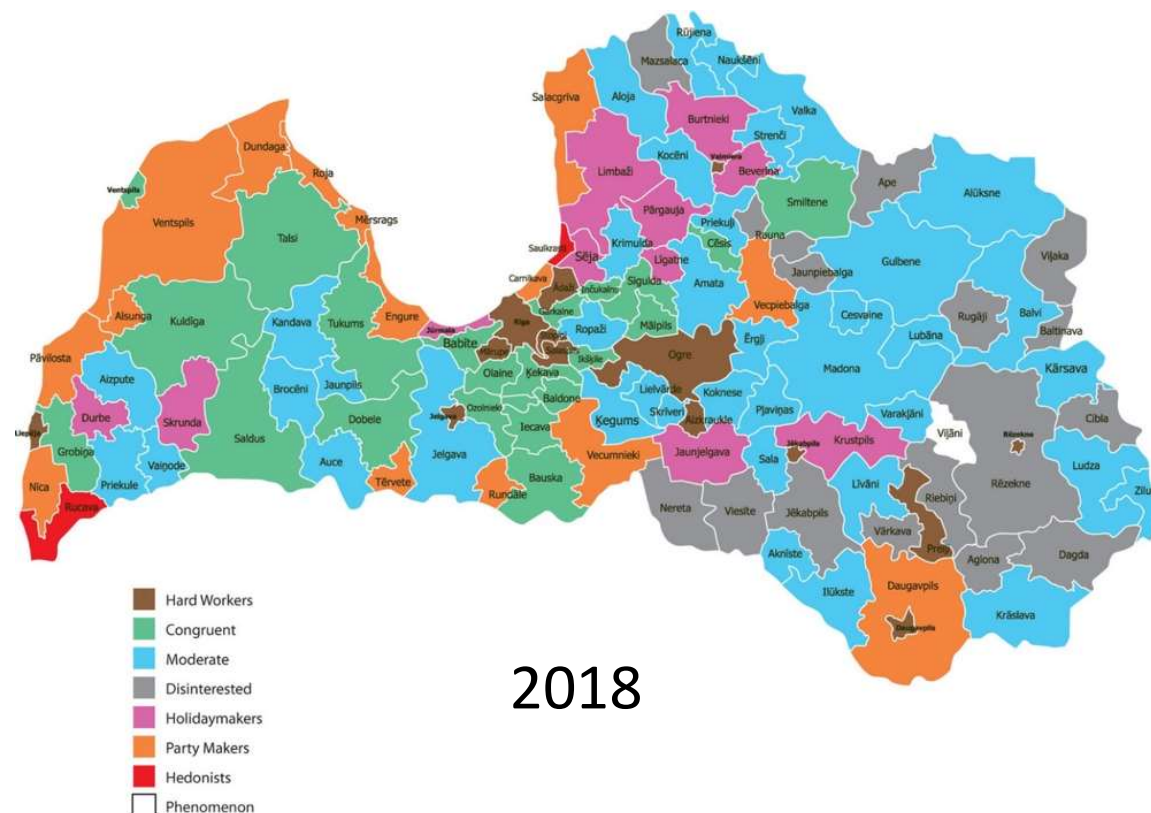 Rūjiena
Mazsalaca
Naukšēni
Salacgrīva
Aloja
Valka
Burtnieki
Strenči
Dundaga
Kocēni
Valmiera
Roja
Limbaži
Beverīna
Ape
Ventspils
Alūksne
Smiltene
Ventspils
Mērsrags
Pārgauja
Priekuļi
Talsi
Rauna
Saulkrasti
Krimulda
Cēsis
Sēja
Līgatne
Gulbene
Viļaka
Carnikava
Ādaži
Inčukalns
Sigulda
Jaunpiebalga
Amata
Alsunga
Kuldīga
Engure
Garkalne
Vecpiebalga
Rugāji
Balvi
Kandava
Tukums
Jūrmala
Rīga
Mālpils
Cesvaine
Baltinava
Babīte
Ropaži
Ērgļi
Lubāna
Pāvilosta
Mārupe
Salaspils
Ikšķile
Ogre
Aizpute
Olaine
Ķekava
Madona
Kārsava
Brocēni
Jaunpils
Lielvārde
Koknese
Durbe
Skrunda
Baldone
Jelgava
Ozolnieki
Skrīveri
Pļaviņas
Varakļāni
Cibla
Liepāja
Dobele
Ķegums
Aizkraukle
Iecava
Viļāni
Rēzekne
Grobiņa
Saldus
Krustpils
Jēkabpils
Vaiņode
Auce
Jelgava
Vecumnieki
Jaunjelgava
Sala
Ludza
Bauska
Līvāni
Rēzekne
Nīca
Priekule
Tērvete
Rundāle
Riebiņi
Zilu
Rucava
Nereta
Viesīte
Jēkabpils
Vārkava
Preiļi
Aknīste
Aglona
Dagda
Ilūkste
Daugavpils
Krāslava
Daugavpils
Hard Workers
Congruent
Moderate
Disinterested
Holidaymakers
Party Makers
Hedonists
Phenomenon
2018